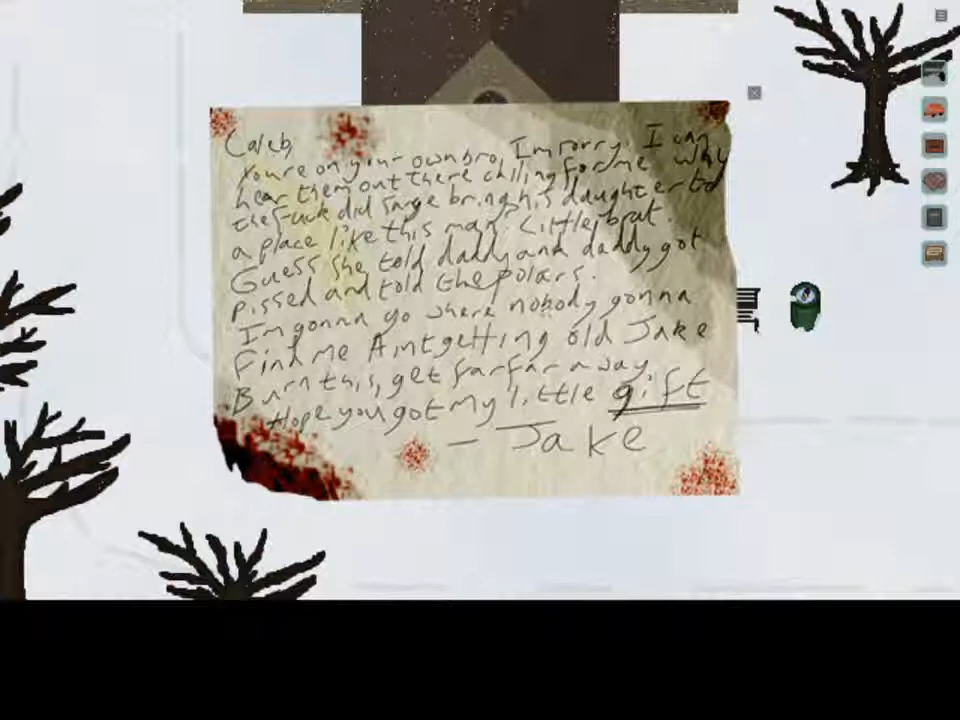 Caleb,
You're on your own bro, I'm sorry. I can
hear them out there calling for me why
the fuck did Sarge bring his daughter to
a place like this man. Little brat.
Guess she told daddy and daddy got
pissed and told the polars.
I'm gonna go where nobody gonna
find me Aint getting old Jake
Burn this, get far far away.
Hope you got my little gift
- Jake